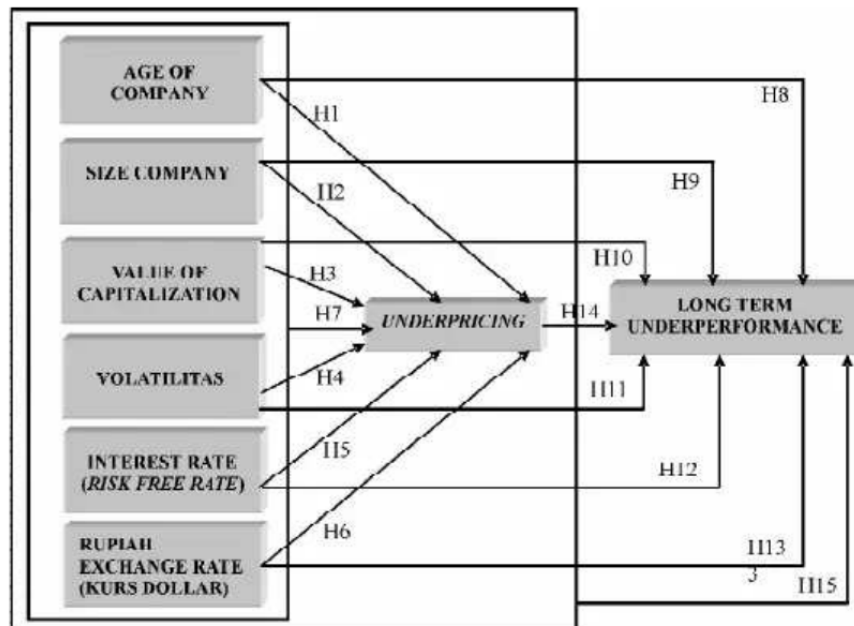 AGE OF
COMPANY
H8
H1
SIZE COMPANY
H9
H2
H10
VALUE OF
CAPITALIZATION
H3
H7
UNDERPRICING
H14
LONG TERM
UNDERPERFORMANCE
VOLATILITAS
H4
H11
INTEREST RATE
(RISK FREE RATE)
H5
H12
H6
RUPIAH
EXCHANGE RATE
(KURS DOLLAR)
H13
3
H15